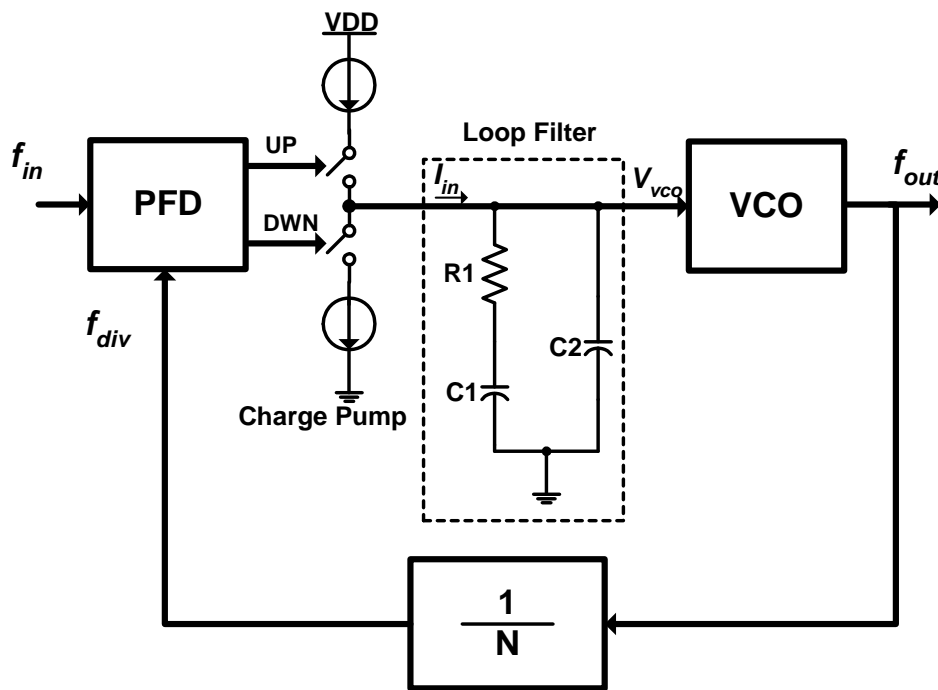 VDD
Loop Filter
f_in
UP
I_in
V_vco
f_out
PFD
VCO
DWN
R1
f_div
C2
C1
Charge Pump
1
N